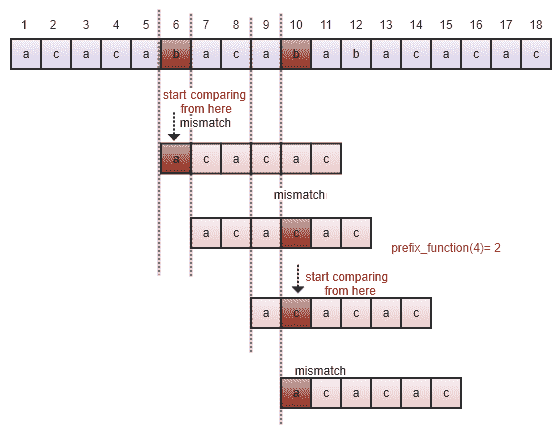 1 2 3 4 5 6 7 8 9 10 11 12 13 14 15 16 17 18
a c a c a b a c a b a b a c a c a c
start comparing
from here
mismatch
a c a c a c
mismatch
a c a c a c
prefix_function(4)= 2
start comparing
from here
a c a c a c
mismatch
a c a c a c